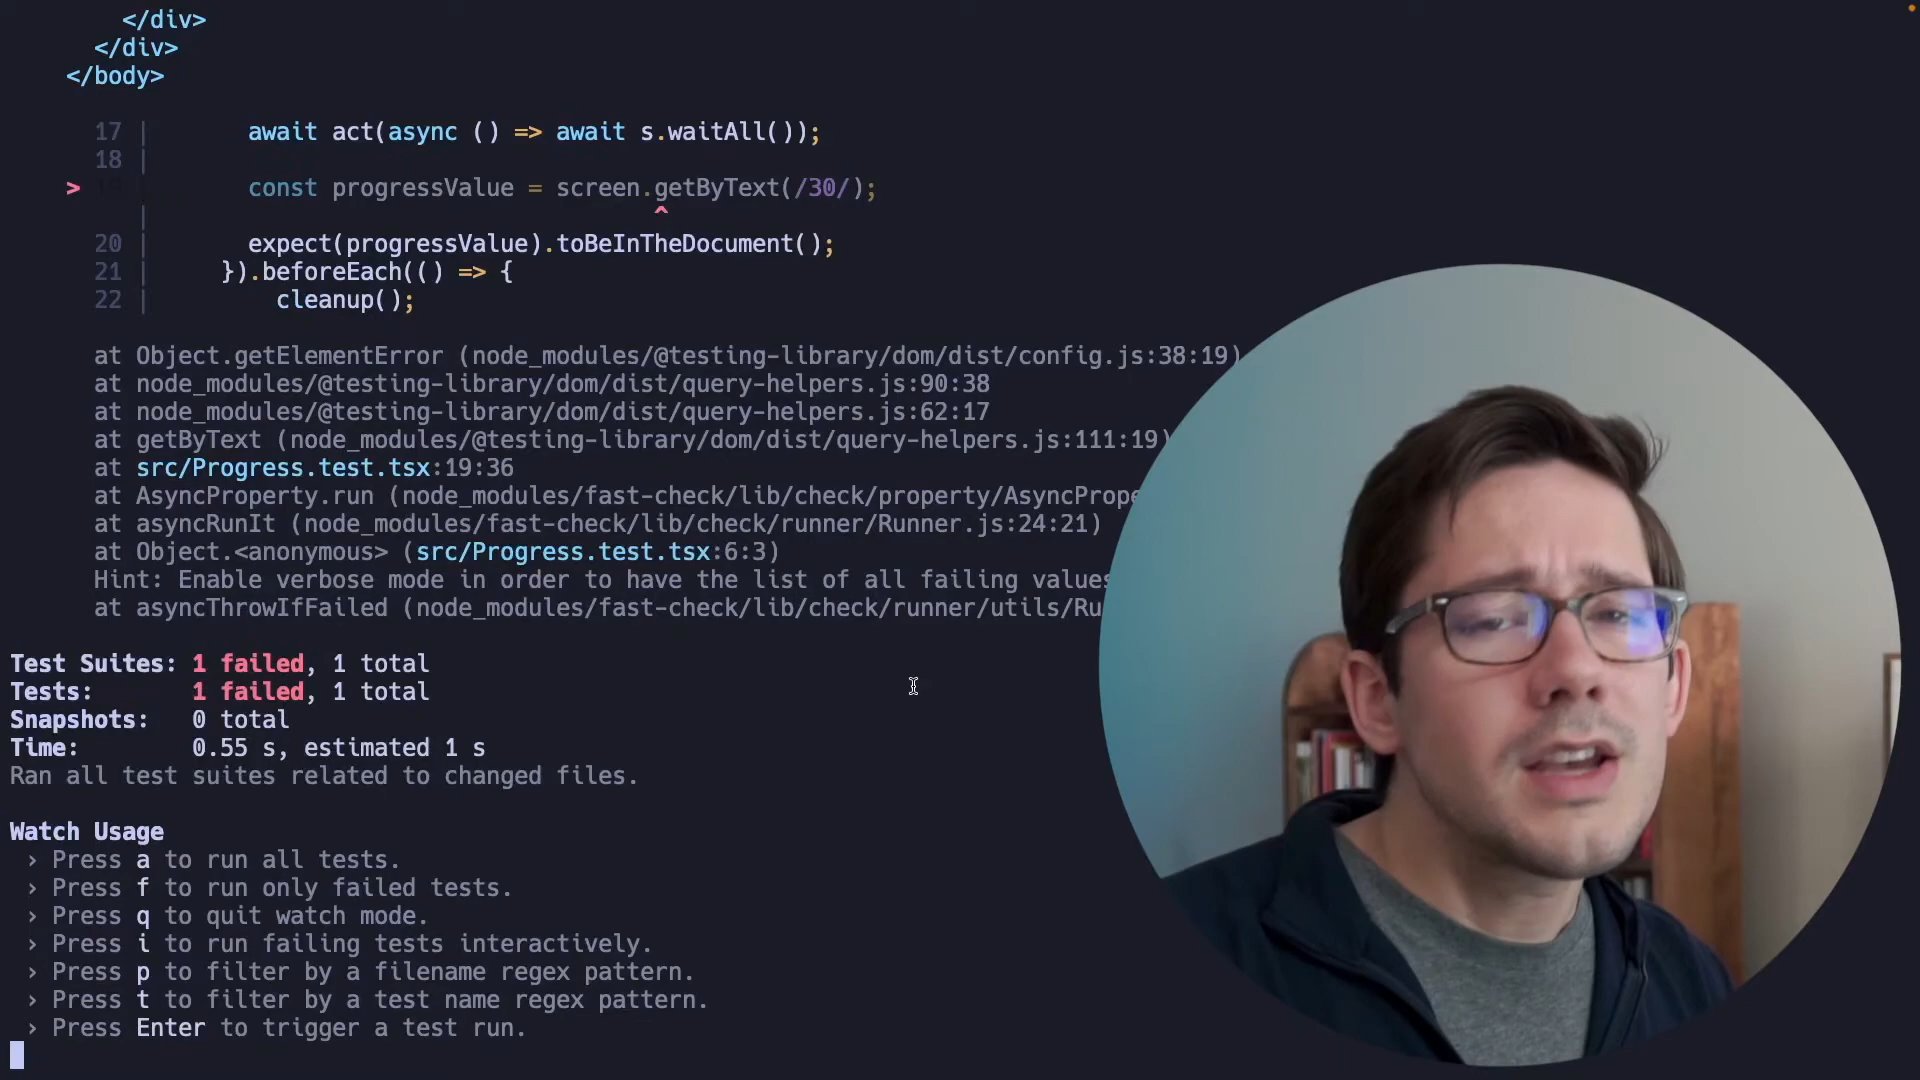 </div>
</div>
</body>
17 | await act(async () => await s.waitAll());
18 |
> 19 const progressValue = screen.getByText(/30/);
| ^
20 | expect(progressValue).toBeInTheDocument();
21 | }).beforeEach(() => {
22 | cleanup();
at Object.getElementError (node_modules/@testing-library/dom/dist/config.js:38:19)
at node_modules/@testing-library/dom/dist/query-helpers.js:90:38
at node_modules/@testing-library/dom/dist/query-helpers.js:62:17
at getByText (node_modules/@testing-library/dom/dist/query-helpers.js:111:19)
at src/Progress.test.tsx:19:36
at AsyncProperty.run (node_modules/fast-check/lib/check/property/AsyncPrope
at asyncRunIt (node_modules/fast-check/lib/check/runner/Runner.js:24:21)
at Object.<anonymous> (src/Progress.test.tsx:6:3)
Hint: Enable verbose mode in order to have the list of all failing values
at asyncThrowIfFailed (node_modules/fast-check/lib/check/runner/utils/Ru
Test Suites: 1 failed, 1 total
Tests: 1 failed, 1 total
Snapshots: 0 total
Time: 0.55 s, estimated 1 s
Ran all test suites related to changed files.
Watch Usage
› Press a to run all tests.
› Press f to run only failed tests.
› Press q to quit watch mode.
› Press i to run failing tests interactively.
› Press p to filter by a filename regex pattern.
› Press t to filter by a test name regex pattern.
› Press Enter to trigger a test run.